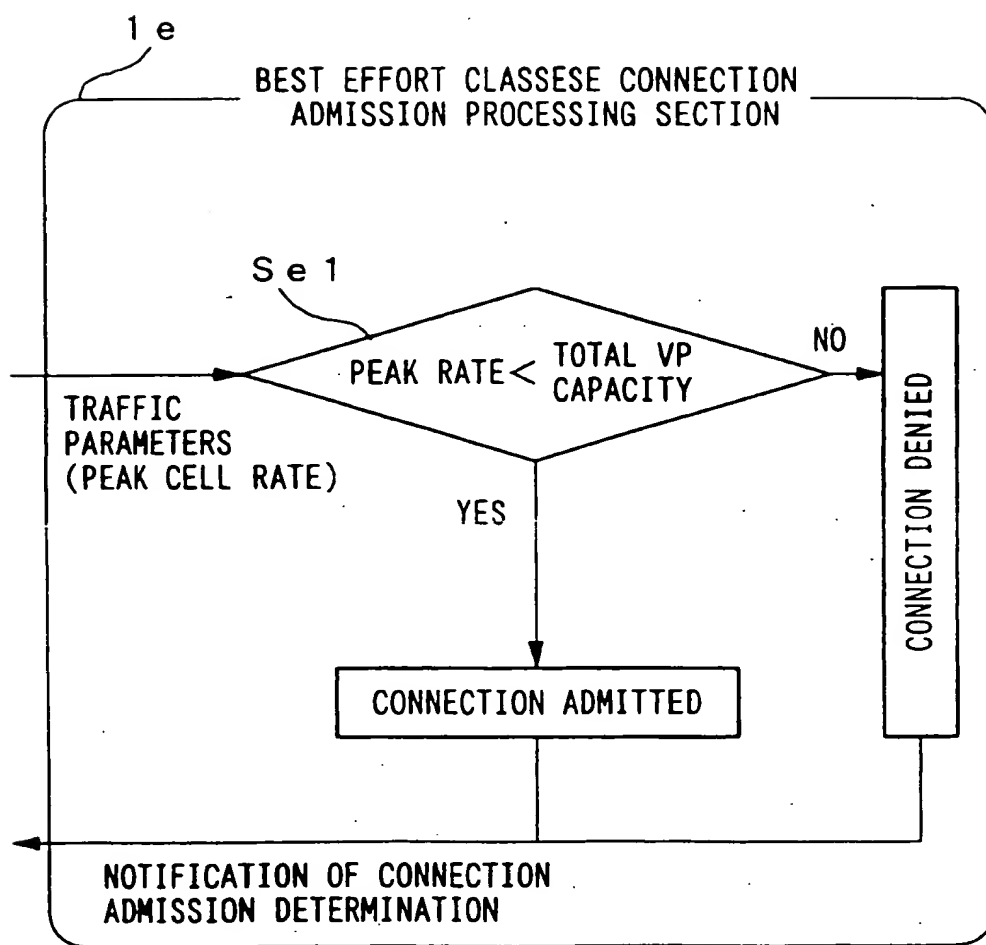 1e
BEST EFFORT CLASSESE CONNECTION
ADMISSION PROCESSING SECTION
Se1
PEAK RATE <
TOTAL VP
CAPACITY
NO
TRAFFIC
PARAMETERS
(PEAK CELL RATE)
YES
CONNECTION DENIED
CONNECTION ADMITTED
NOTIFICATION OF CONNECTION
ADMISSION DETERMINATION